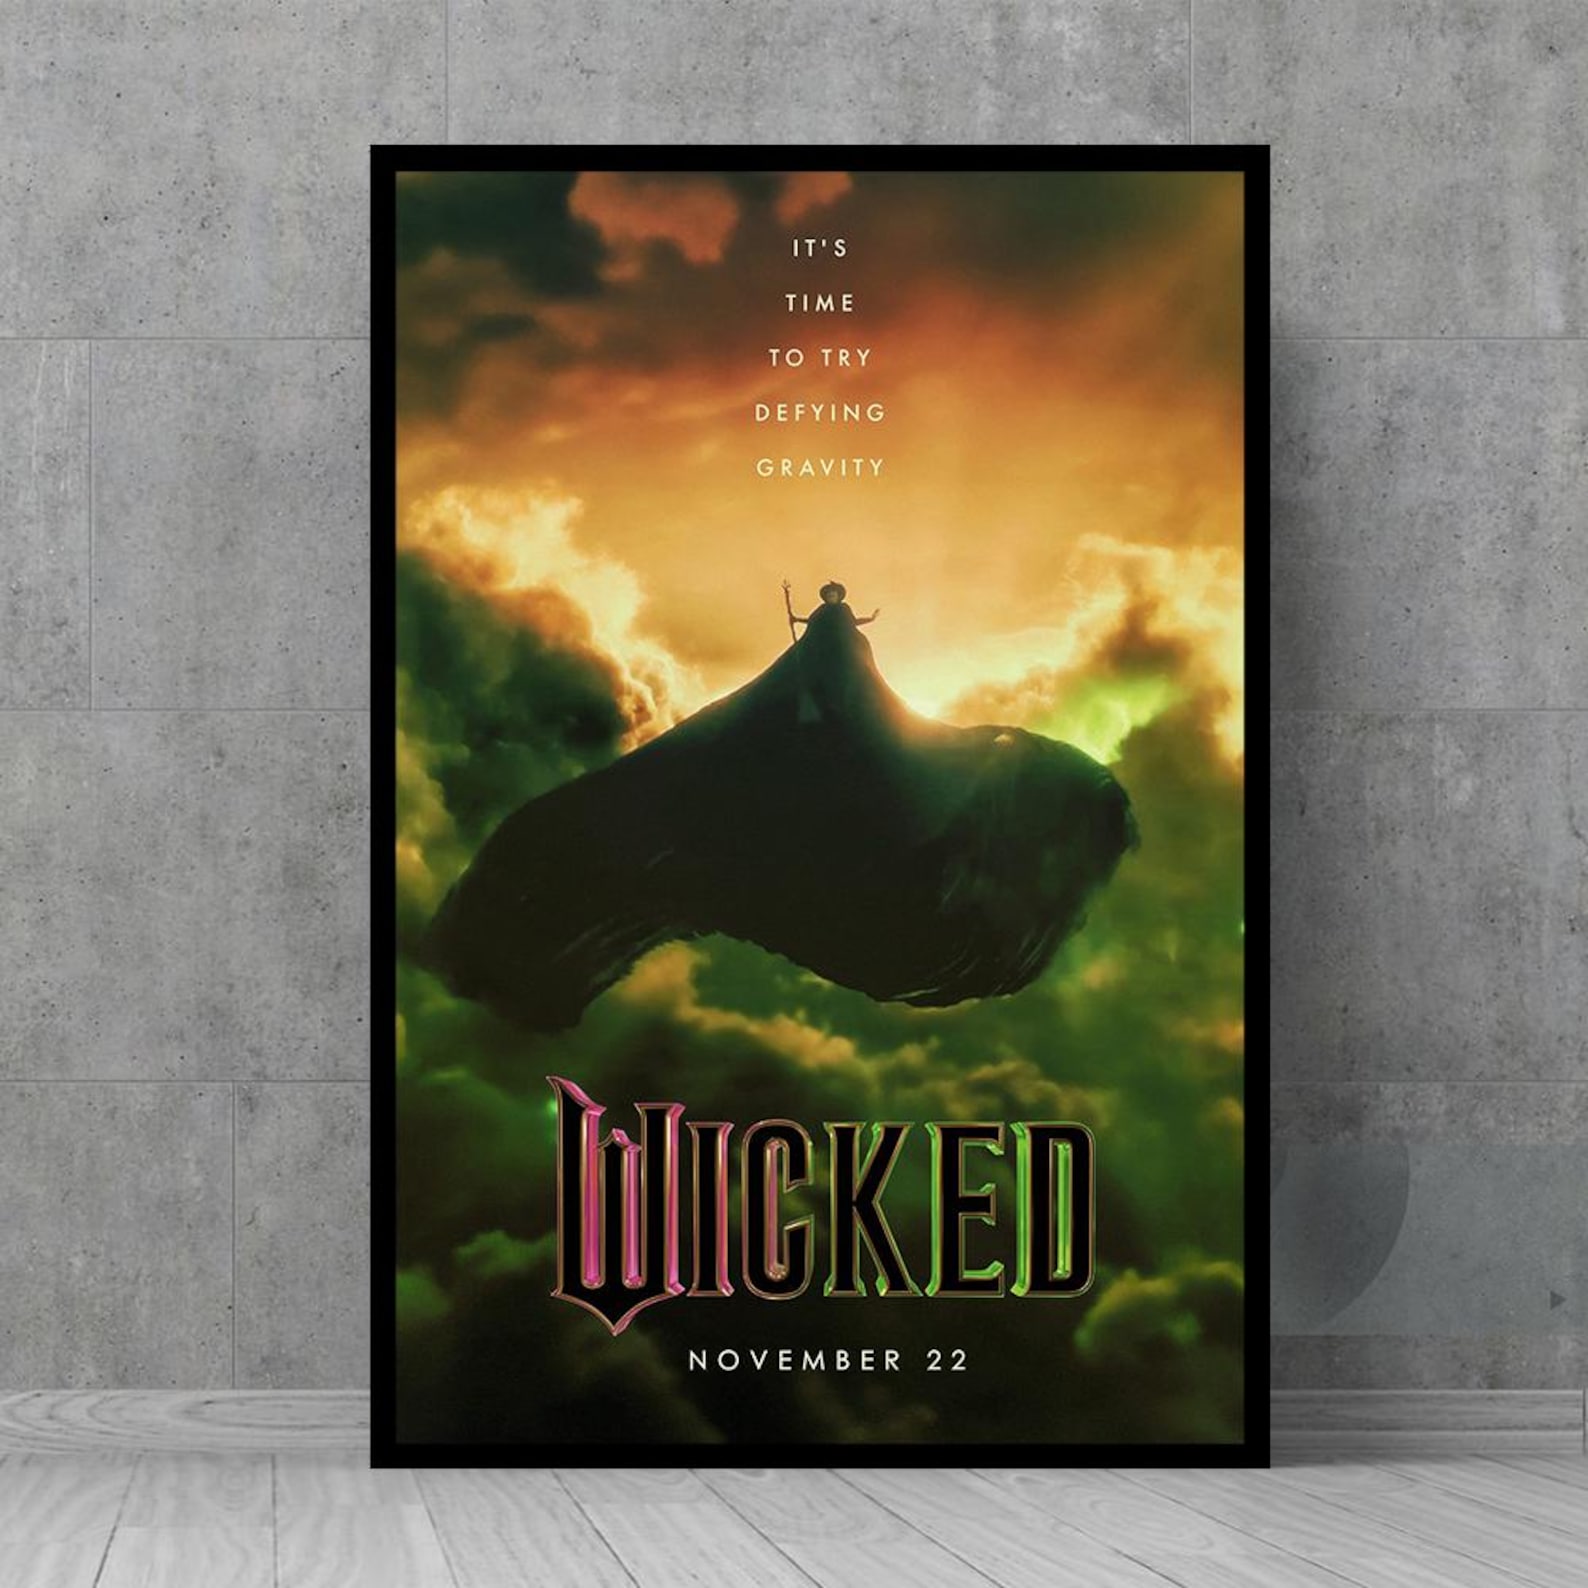 IT'S
TIME
TO TRY
DEFYING
GRAVITY
WICKED
NOVEMBER 22